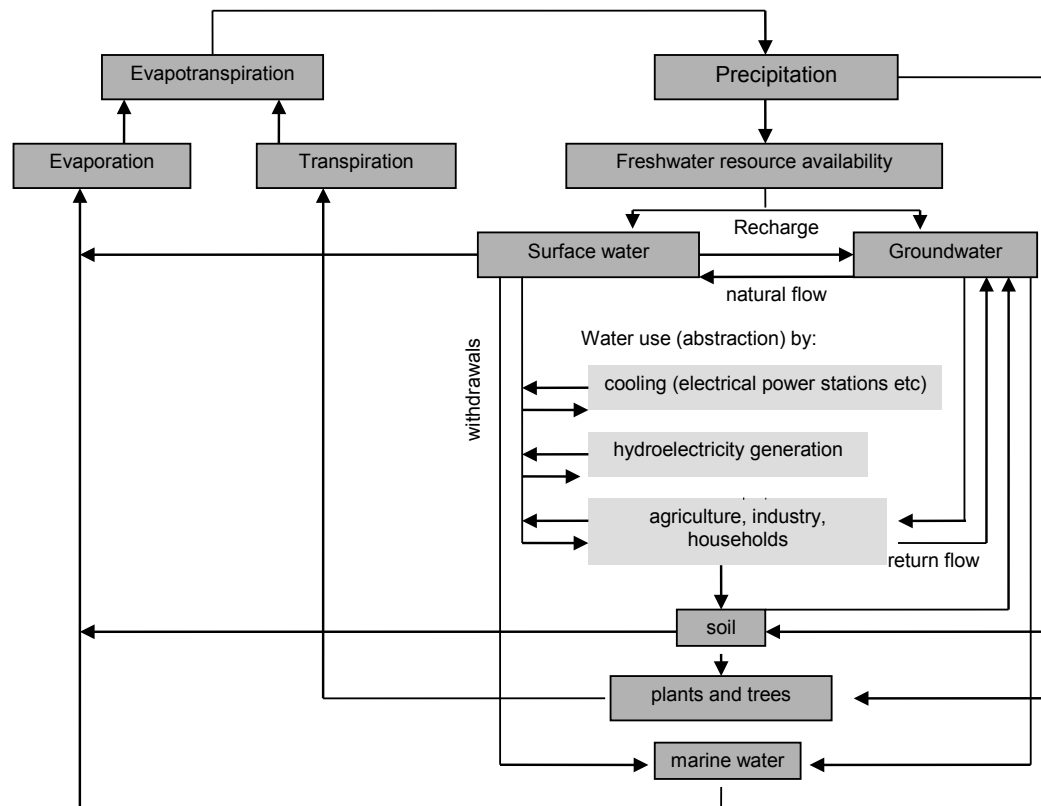 Evapotranspiration
Precipitation
Evaporation
Transpiration
Freshwater resource availability
Recharge
Surface water
Groundwater
natural flow
withdrawals
Water use (abstraction) by:
cooling (electrical power stations etc)
hydroelectricity generation
agriculture, industry,
households
return flow
soil
plants and trees
marine water